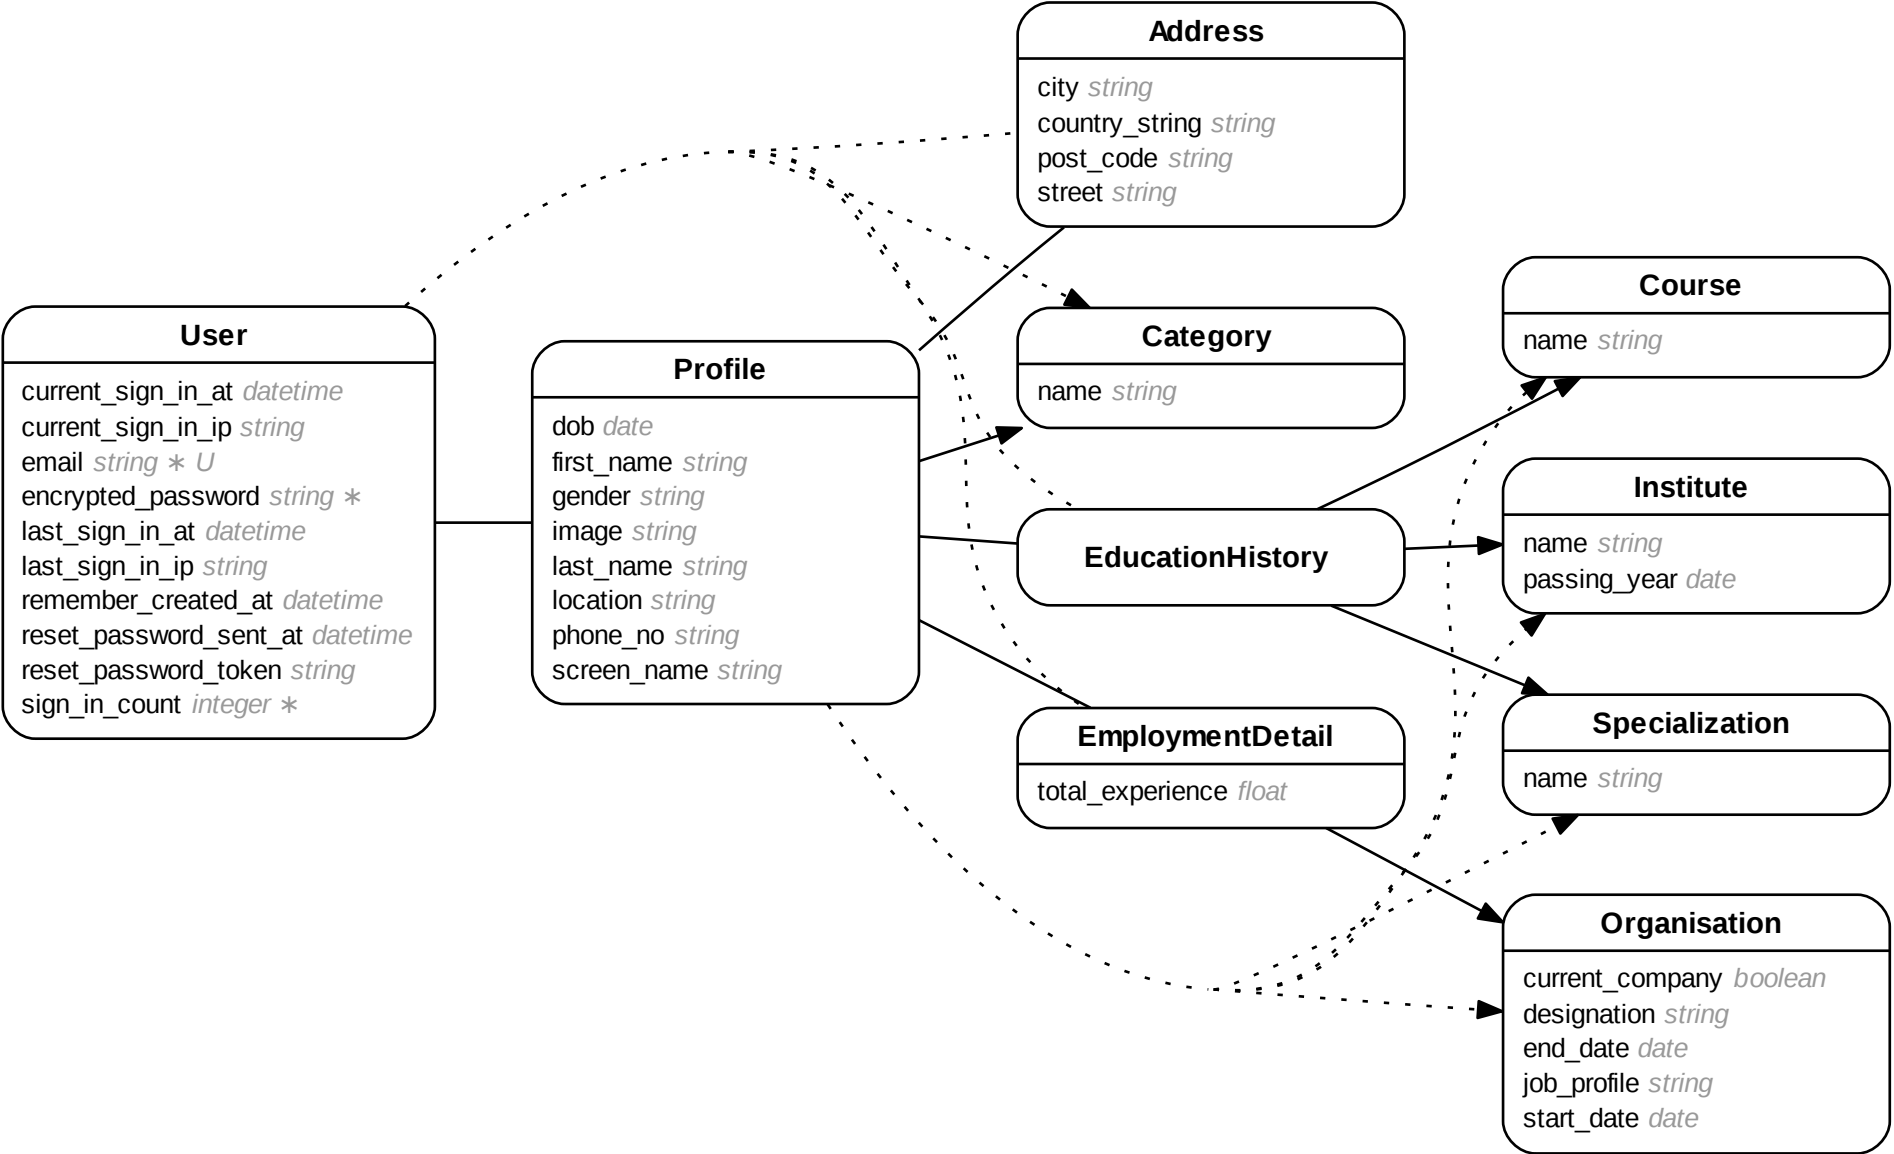 User
current_sign_in_at datetime
current_sign_in_ip string
email string ∗ U
encrypted_password string ∗
last_sign_in_at datetime
last_sign_in_ip string
remember_created_at datetime
reset_password_sent_at datetime
reset_password_token string
sign_in_count integer ∗
Profile
dob date
first_name string
gender string
image string
last_name string
location string
phone_no string
screen_name string
Address
city string
country_string string
post_code string
street string
Category
name string
EducationHistory
EmploymentDetail
total_experience float
Course
name string
Institute
name string
passing_year date
Specialization
name string
Organisation
current_company boolean
designation string
end_date date
job_profile string
start_date date